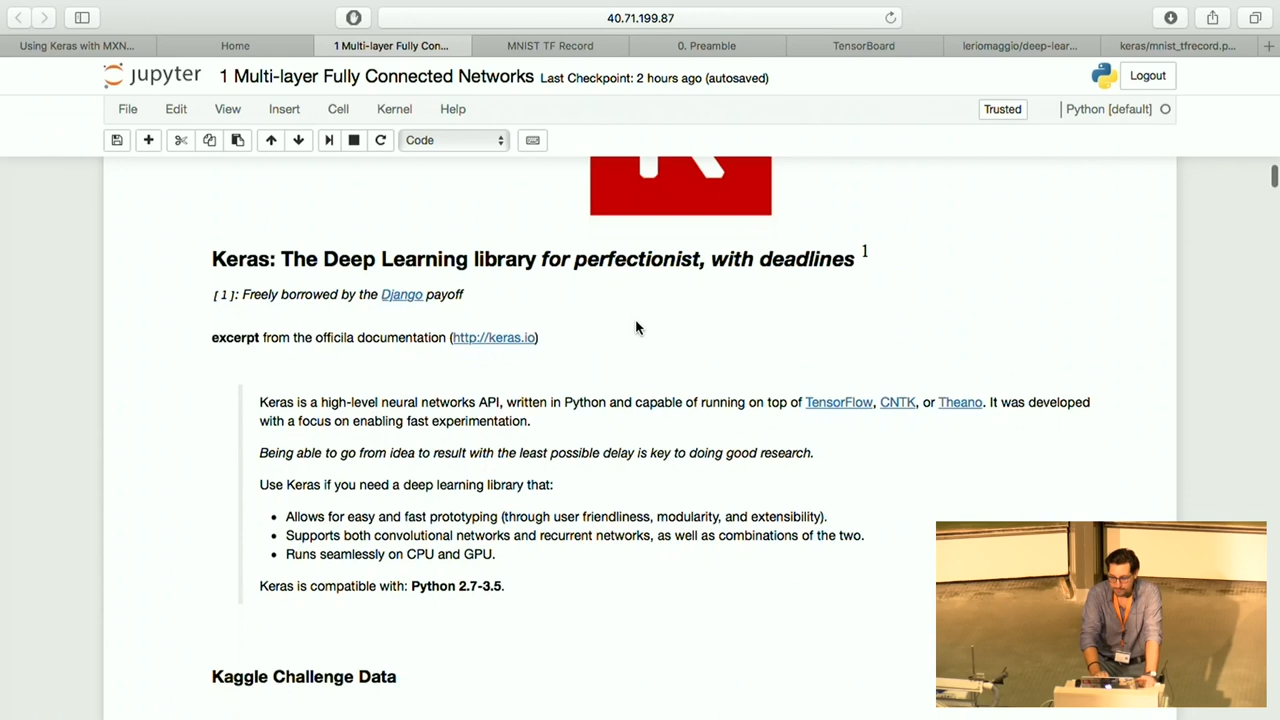 40.71.199.87
Using Keras with MXN...
Home
1 Multi-layer Fully Con...
MNIST TF Record
0. Preamble
TensorBoard
leriomaggio/deep-lear...
keras/mnist_tfrecord.p...
jupyter 1 Multi-layer Fully Connected Networks Last Checkpoint: 2 hours ago (autosaved)
Logout
File Edit View Insert Cell Kernel Help
Trusted
Python [default]
Code
Keras: The Deep Learning library for perfectionist, with deadlines 1
[1]: Freely borrowed by the Django payoff
excerpt from the officila documentation (http://keras.io)
Keras is a high-level neural networks API, written in Python and capable of running on top of TensorFlow, CNTK, or Theano. It was developed
with a focus on enabling fast experimentation.
Being able to go from idea to result with the least possible delay is key to doing good research.
Use Keras if you need a deep learning library that:
• Allows for easy and fast prototyping (through user friendliness, modularity, and extensibility).
• Supports both convolutional networks and recurrent networks, as well as combinations of the two.
• Runs seamlessly on CPU and GPU.
Keras is compatible with: Python 2.7-3.5.
Kaggle Challenge Data